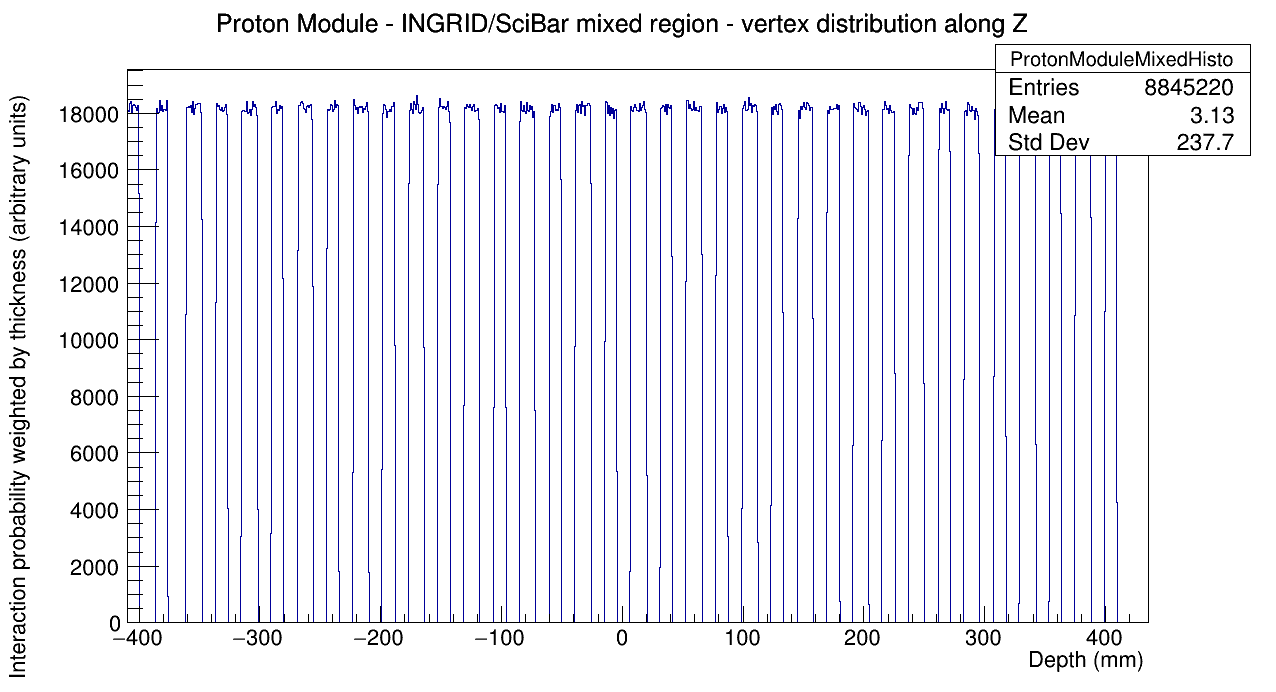 Proton Module - INGRID/SciBar mixed region - vertex distribution along Z
ProtonModuleMixedHisto
Entries 8845220
Mean 3.13
Std Dev 237.7
Interaction probability weighted by thickness (arbitrary units)
18000
16000
14000
12000
10000
8000
6000
4000
2000
0
−400 −300 −200 −100 0 100 200 300 400
Depth (mm)